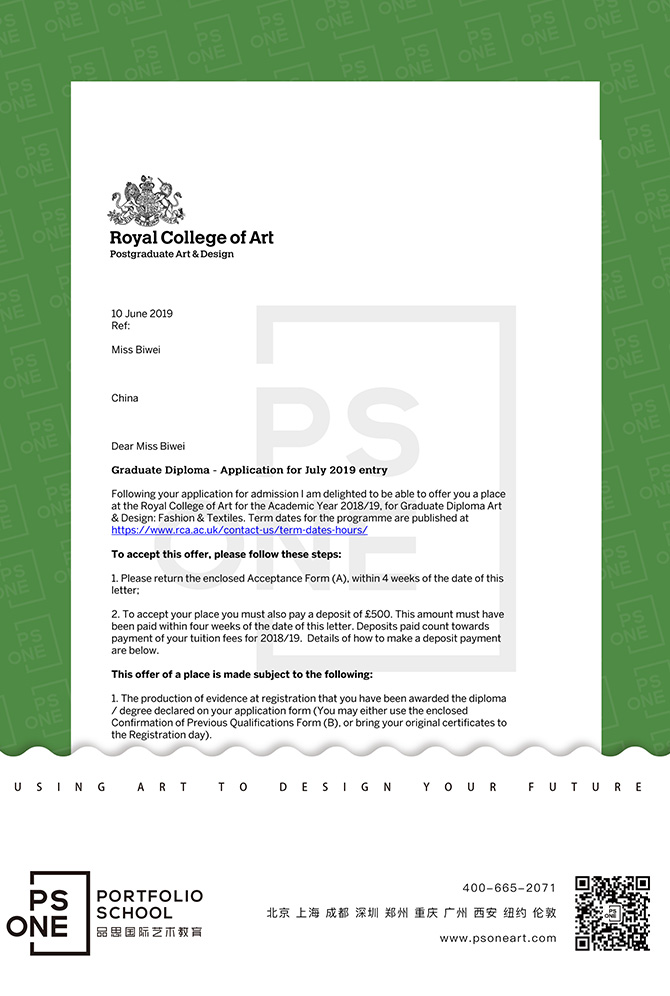 Royal College of Art
Postgraduate Art & Design
10 June 2019
Ref:
Miss Biwei
China
Dear Miss Biwei
Graduate Diploma - Application for July 2019 entry
Following your application for admission I am delighted to be able to offer you a place
at the Royal College of Art for the Academic Year 2018/19, for Graduate Diploma Art
& Design: Fashion & Textiles. Term dates for the programme are published at
https://www.rca.ac.uk/contact-us/term-dates-hours/
To accept this offer, please follow these steps:
1. Please return the enclosed Acceptance Form (A), within 4 weeks of the date of this
letter;
2. To accept your place you must also pay a deposit of £500. This amount must have
been paid within four weeks of the date of this letter. Deposits paid count towards
payment of your tuition fees for 2018/19. Details of how to make a deposit payment
are below.
This offer of a place is made subject to the following:
1. The production of evidence at registration that you have been awarded the diploma
/ degree declared on your application form (You may either use the enclosed
Confirmation of Previous Qualifications Form (B), or bring your original certificates to
the Registration day).
PS
ONE
USING ART TO DESIGN YOUR FUTURE
PS
ONE
PORTFOLIO
SCHOOL
品思国际艺术教育
400-665-2071
北京 上海 成都 深圳 郑州 重庆 广州 西安 纽约 伦敦
www.psoneart.com